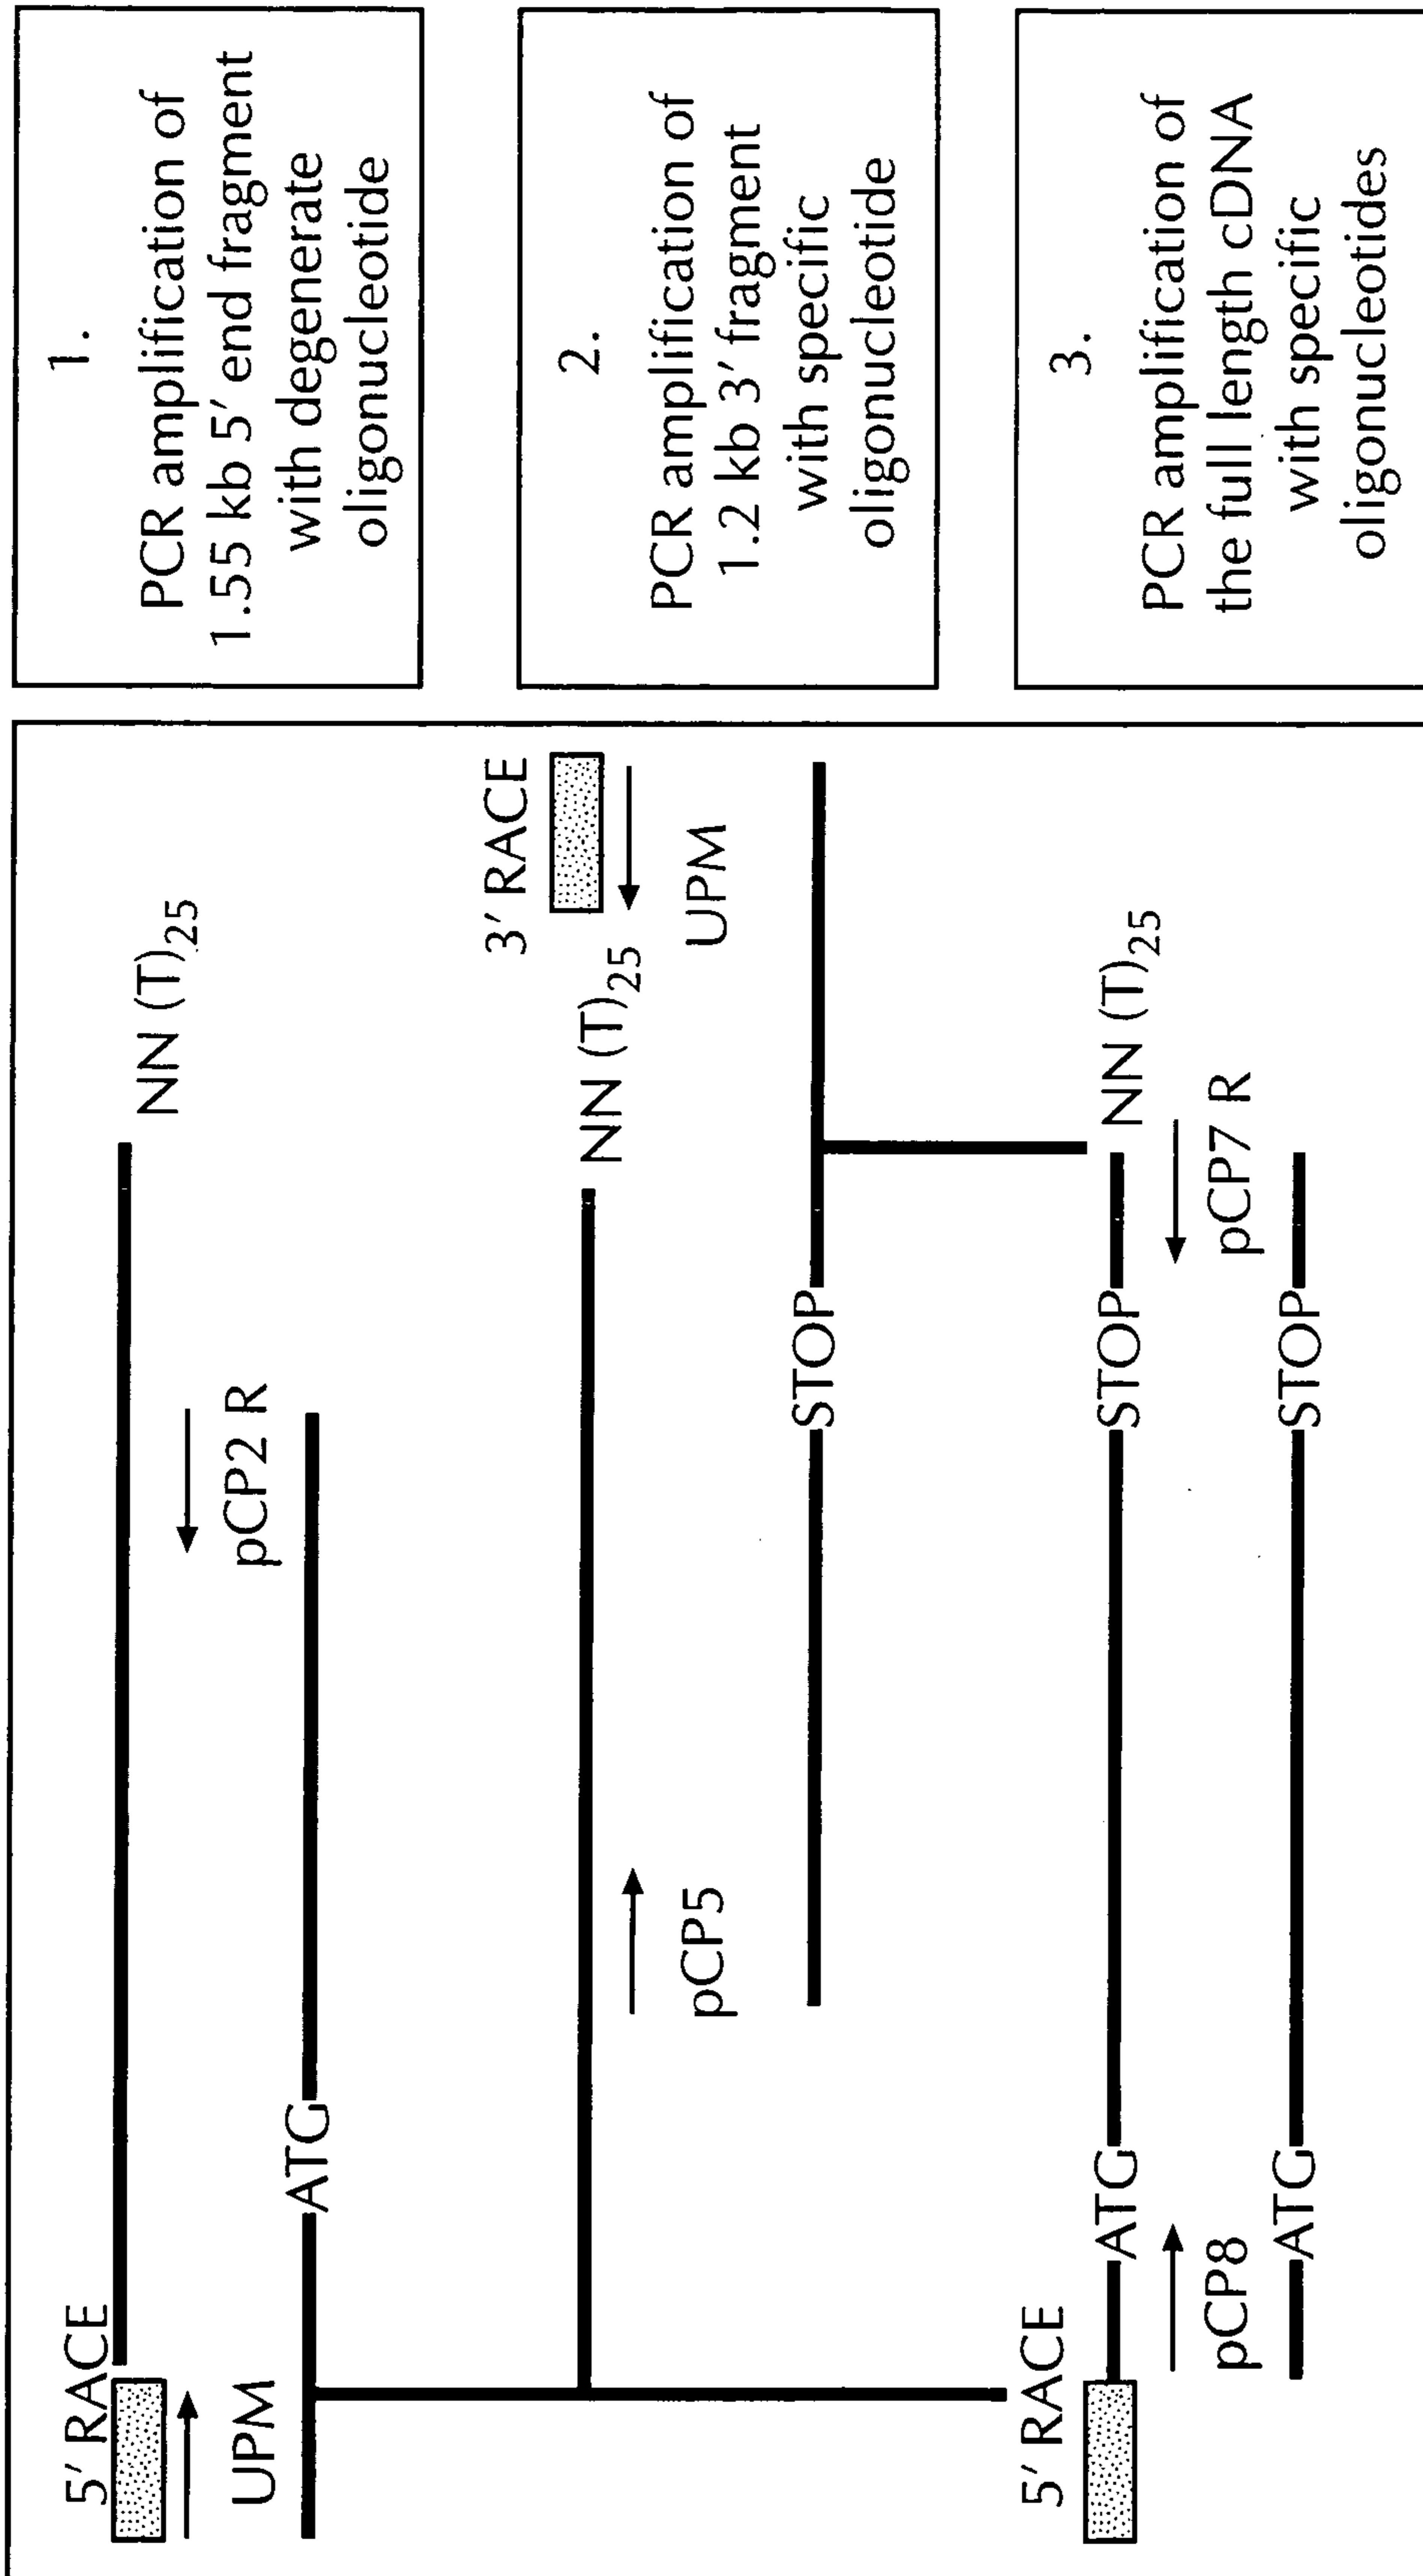 5′ RACE
NN (T)25
UPM
pCP2 R
ATG
1.
PCR amplification of
1.55 kb 5′ end fragment
with degenerate
oligonucleotide
3′ RACE
NN (T)25
UPM
pCP5
STOP
2.
PCR amplification of
1.2 kb 3′ fragment
with specific
oligonucleotide
5′ RACE
ATG
STOP
NN (T)25
pCP8
pCP7 R
ATG
STOP
3.
PCR amplification of
the full length cDNA
with specific
oligonucleotides